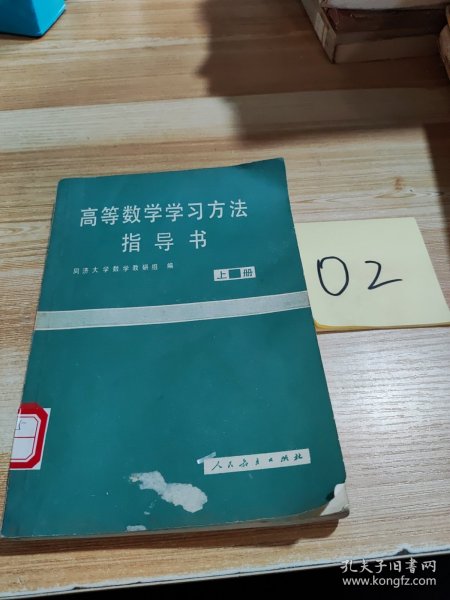 高等数学学习方法
指导书
同济大学数学教研组 编
上 册
人民教育出版社
02
5
孔夫子旧书网
www.kongfz.com